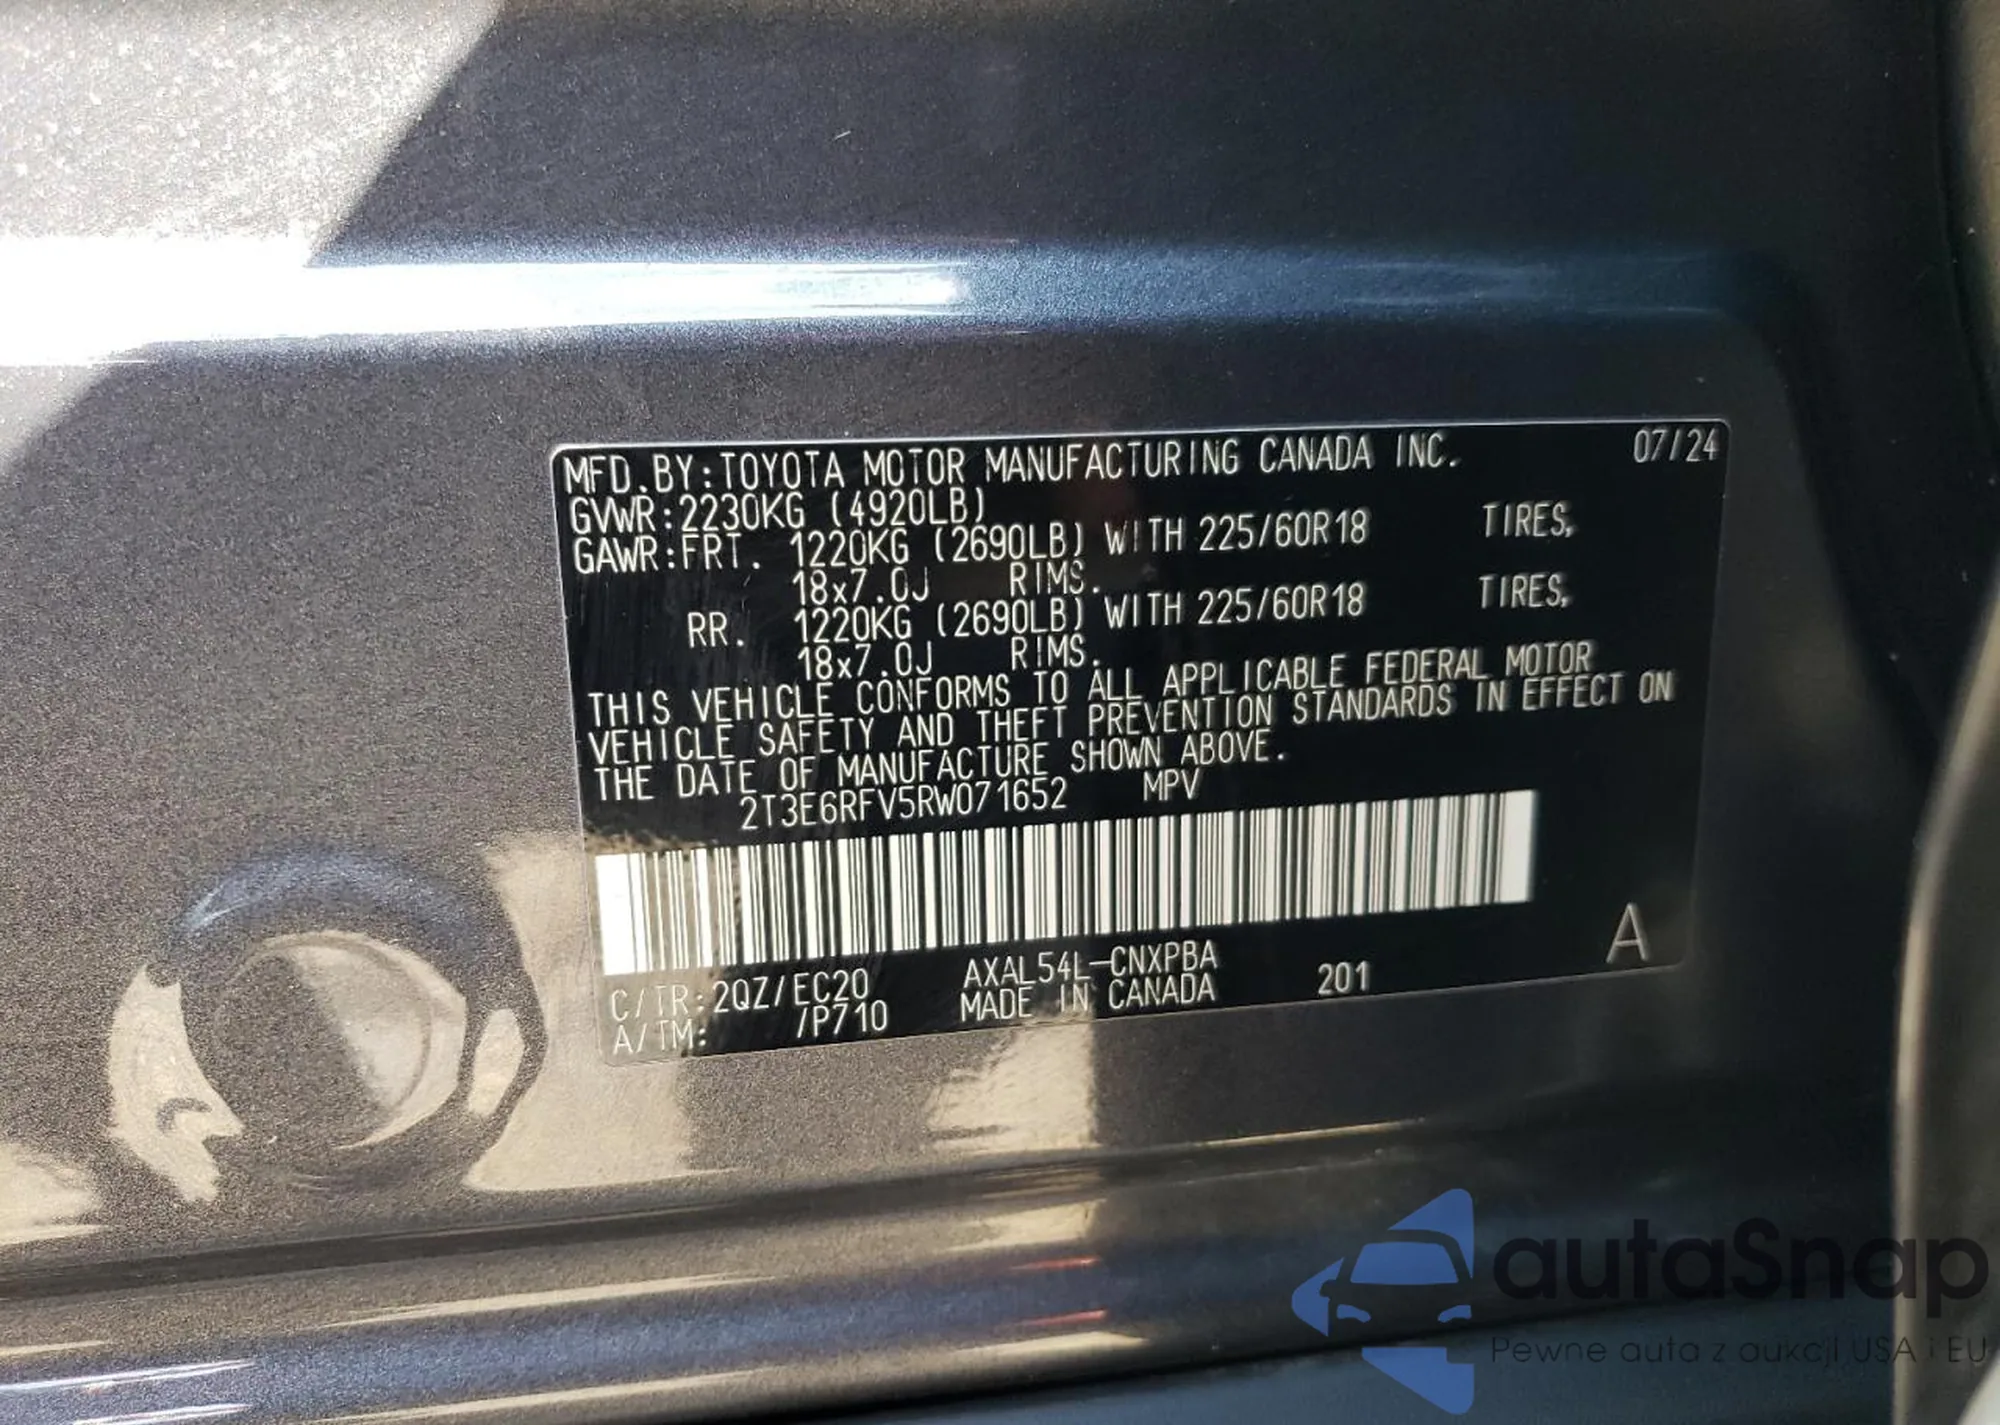 MFD.BY:TOYOTA MOTOR MANUFACTURING CANADA INC. 07/24
GVWR:2230KG (4920LB)
GAWR:FRT. 1220KG (2690LB) WITH 225/60R18 TIRES,
18x7.0J RIMS.
RR. 1220KG (2690LB) WITH 225/60R18 TIRES,
18x7.0J RIMS.
THIS VEHICLE CONFORMS TO ALL APPLICABLE FEDERAL MOTOR
VEHICLE SAFETY AND THEFT PREVENTION STANDARDS IN EFFECT ON
THE DATE OF MANUFACTURE SHOWN ABOVE.
2T3E6RFV5RW071652 MPV
C/TR:2QZ/EC20 AXAL54L-CNXPBA 201 A
A/TM: /P710 MADE IN CANADA
autaSnap
Pewne auta z aukcji USA i EU